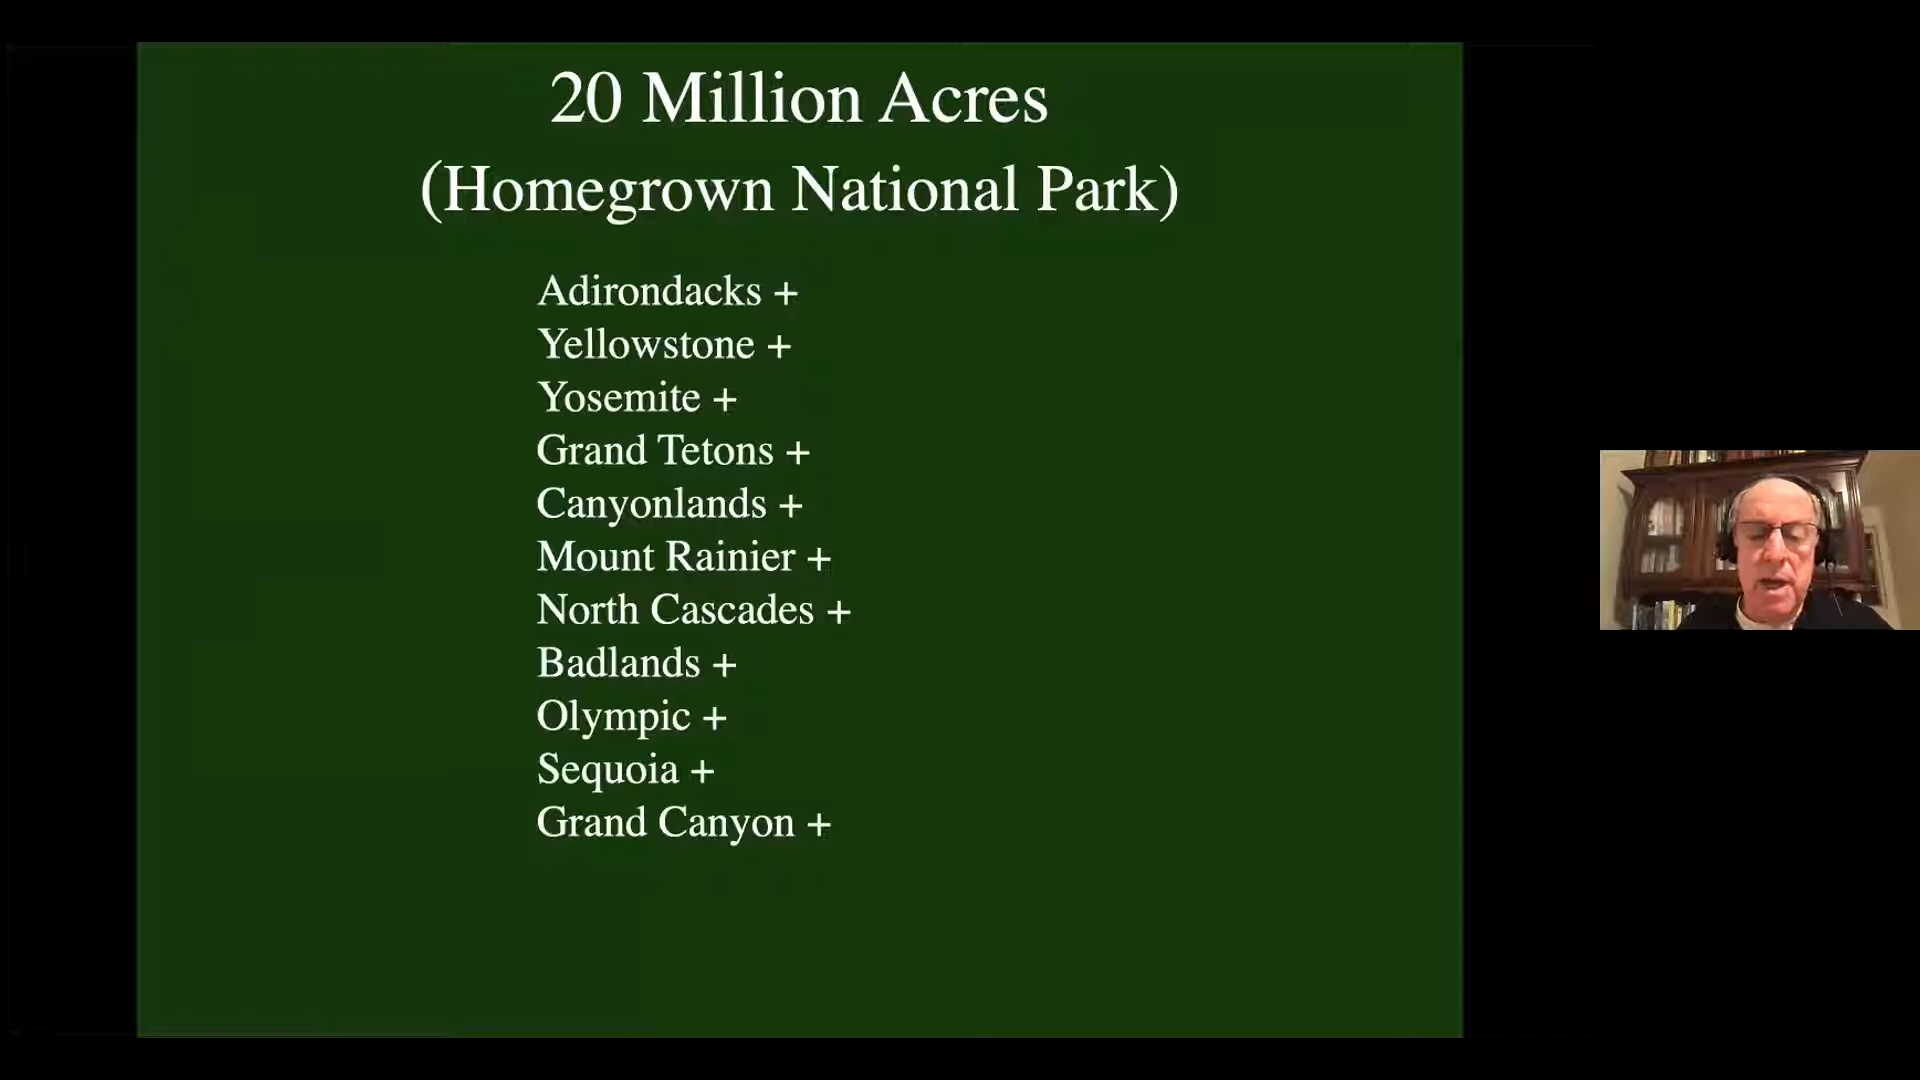 20 Million Acres
(Homegrown National Park)
Adirondacks +
Yellowstone +
Yosemite +
Grand Tetons +
Canyonlands +
Mount Rainier +
North Cascades +
Badlands +
Olympic +
Sequoia +
Grand Canyon +